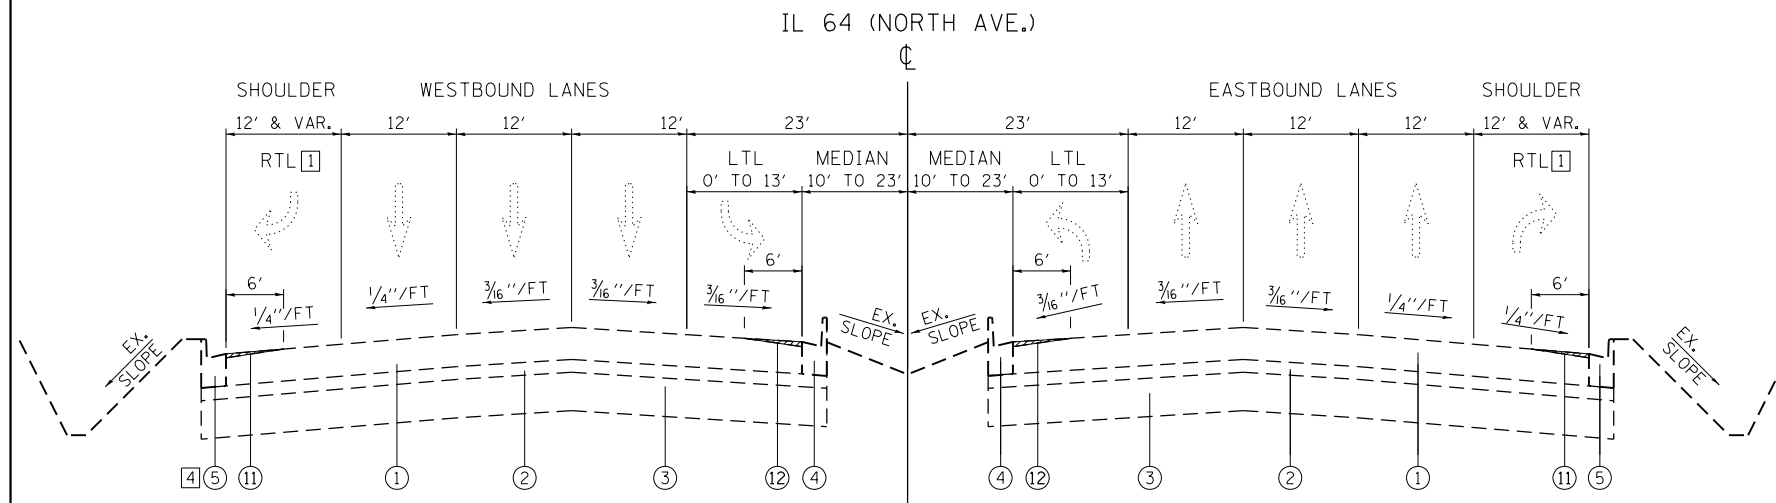 IL 64 (NORTH AVE.)
℄
SHOULDER WESTBOUND LANES EASTBOUND LANES SHOULDER
12' & VAR. 12' 12' 12' 23' 23' 12' 12' 12' 12' & VAR.
RTL 1 LTL MEDIAN MEDIAN LTL RTL 1
0' TO 13' 10' TO 23' 10' TO 23' 0' TO 13'
6' 6' 6' 6'
1/4"/FT 1/4"/FT 3/16"/FT 3/16"/FT 3/16"/FT 3/16"/FT 3/16"/FT 3/16"/FT 1/4"/FT 1/4"/FT
EX. SLOPE EX. SLOPE EX. SLOPE EX. SLOPE
4 5 11 1 2 3 12 4 4 12 3 2 1 11 5